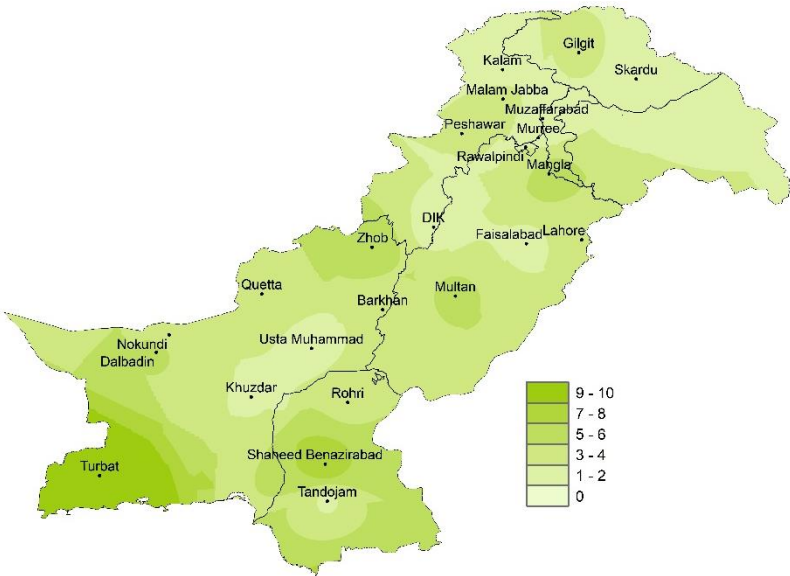 Gilgit
Kalam
Skardu
Malam Jabba
Muzaffarabad
Peshawar
Murree
Rawalpindi
Mangla
DIK
Zhob
Faisalabad
Lahore
Quetta
Multan
Barkhan
Nokundi
Usta Muhammad
Dalbadin
Khuzdar
Rohri
9 - 10
7 - 8
5 - 6
3 - 4
1 - 2
0
Shaheed Benazirabad
Turbat
Tandojam